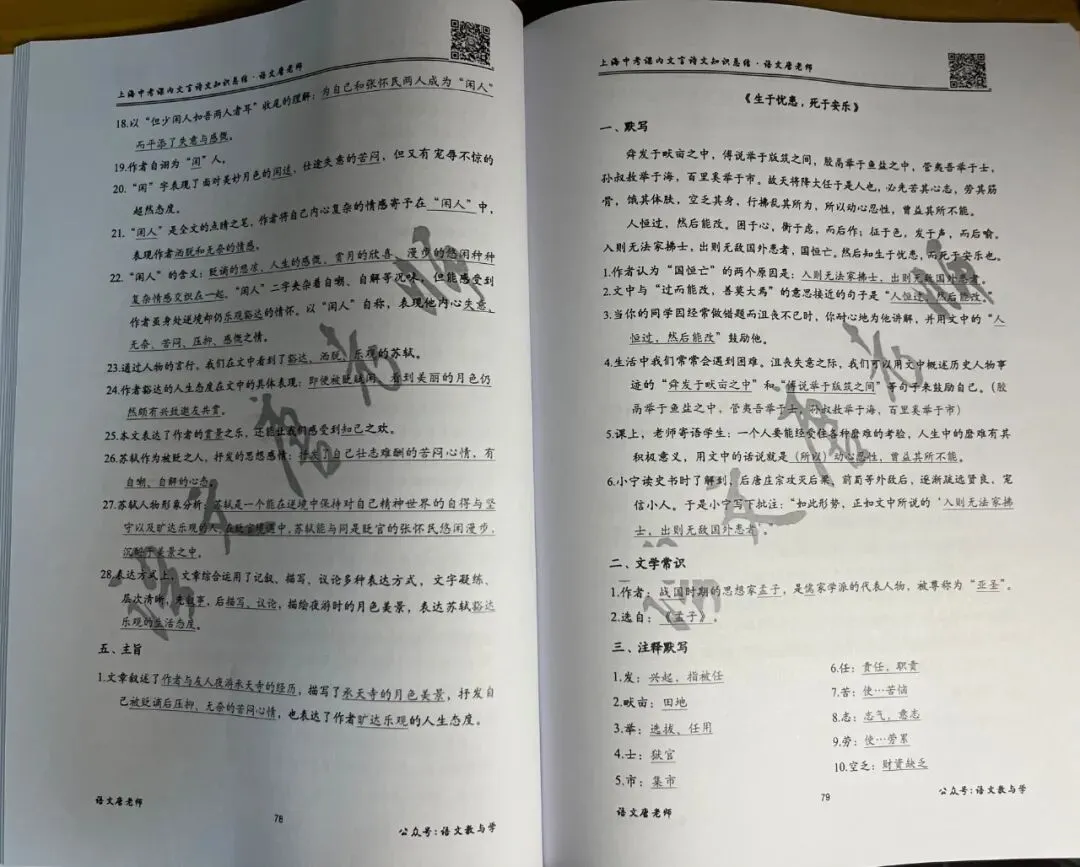 上海中考课内文言诗文知识总结·语文唐老师
18.以“但少闲人如吾两人者耳”收尾的理解：为自己和张怀民两人成为“闲人”
而平添了失意与感慨。
19.作者自诩为“闲”人。
20.“闲”字表现了面对美妙月色的闲适，仕途失意的苦闷，但又有宠辱不惊的
超然态度。
21.“闲人”是全文的点睛之笔，作者将自己内心复杂的情感寄于在“闲人”中，
表现作者洒脱和无奈的情感。
22.“闲人”的含义：贬谪的悲凉、人生的感慨、赏月的欣喜、漫步的悠闲种种
复杂情感交织在一起。“闲人”二字夹杂着自嘲、自解等况味，但能感受到
作者虽身处逆境却仍乐观豁达的情怀。以“闲人”自称，表现他内心失意、
无奈、苦闷、压抑、感慨之情。
23.通过人物的言行，我们在文中看到了豁达、洒脱、乐观的苏轼。
24.作者豁达的人生态度在文中的具体表现：即使被贬赋闲，看到美丽的月色仍
然颇有兴致邀友共赏。
25.本文表达了作者的赏景之乐，还能让我们感受到知己之欢。
26.苏轼作为被贬之人，抒发的思想感情：抒发了自己壮志难酬的苦闷心情，有
自嘲、自解的心态。
27.苏轼人物形象分析：苏轼是一个能在逆境中保持对自己精神世界的自得与坚
守以及旷达乐观的人，在贬官境遇中，苏轼能与同是贬官的张怀民悠闲漫步，
沉醉于美景之中。
28.表达方式上，文章综合运用了记叙、描写、议论多种表达方式，文字凝练、
层次清晰，先叙事，后描写、议论，描绘夜游时的月色美景，表达苏轼豁达
乐观的生活态度。
五、主旨
1.文章叙述了作者与友人夜游承天寺的经历，描写了承天寺的月色美景，抒发自
己被贬谪后压抑、无奈的苦闷心情，也表达了作者旷达乐观的人生态度。
语文唐老师
78
公众号：语文教与学
上海中考课内文言诗文知识总结·语文唐老师
《生于忧患，死于安乐》
一、默写
舜发于畎亩之中，傅说举于版筑之间，胶鬲举于鱼盐之中，管夷吾举于士，
孙叔敖举于海，百里奚举于市。故天将降大任于是人也，必先苦其心志，劳其筋
骨，饿其体肤，空乏其身，行拂乱其所为，所以动心忍性，曾益其所不能。
人恒过，然后能改。困于心，衡于虑，而后作；征于色，发于声，而后喻。
入则无法家拂士，出则无敌国外患者，国恒亡。然后知生于忧患，而死于安乐也。
1.作者认为“国恒亡”的两个原因是：入则无法家拂士，出则无敌国外患者。
2.文中与“过而能改，善莫大焉”的意思接近的句子是“人恒过，然后能改。”
3.当你的同学因经常做错题而沮丧不已时，你耐心地为他讲解，并用文中的“人
恒过，然后能改”鼓励他。
4.生活中我们常常会遇到困难。沮丧失意之际，我们可以用文中概述历史人物事
迹的“舜发于畎亩之中”和“傅说举于版筑之间”等句子来鼓励自己。（胶
鬲举于鱼盐之中，管夷吾举于士，孙叔敖举于海，百里奚举于市）
5.课上，老师寄语学生：一个人要能经受住各种磨难的考验，人生中的磨难有其
积极意义，用文中的话说就是（所以）动心忍性，曾益其所不能。
6.小宁读史书时了解到，后唐庄宗攻灭后梁、前蜀等外敌后，逐渐疏远贤良，宠
信小人。于是小宁写下批注：“如此形势，正如文中所说的‘入则无法家拂
士，出则无敌国外患者’。”
二、文学常识
1.作者：战国时期的思想家孟子，是儒家学派的代表人物，被尊称为“亚圣”。
2.选自：《孟子》。
三、注释默写
1.发：兴起，指被任
2.畎亩：田地
3.举：选拔、任用
4.士：狱官
5.市：集市
6.任：责任，职责
7.苦：使…苦恼
8.志：志气，意志
9.劳：使…劳累
10.空乏：财资缺乏
语文唐老师
79
公众号：语文教与学
语文唐老师
语文唐老师